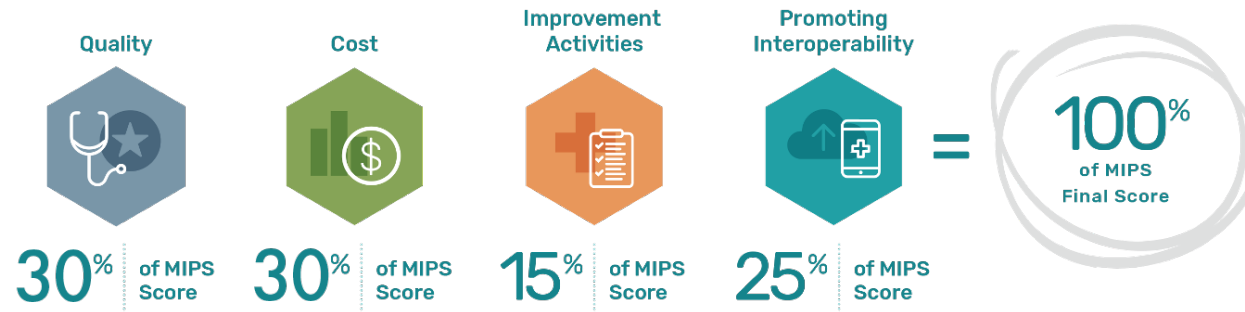 Quality
Cost
Improvement
Activities
Promoting
Interoperability
30% of MIPS
Score
30% of MIPS
Score
15% of MIPS
Score
25% of MIPS
Score
=
100%
of MIPS
Final Score
$